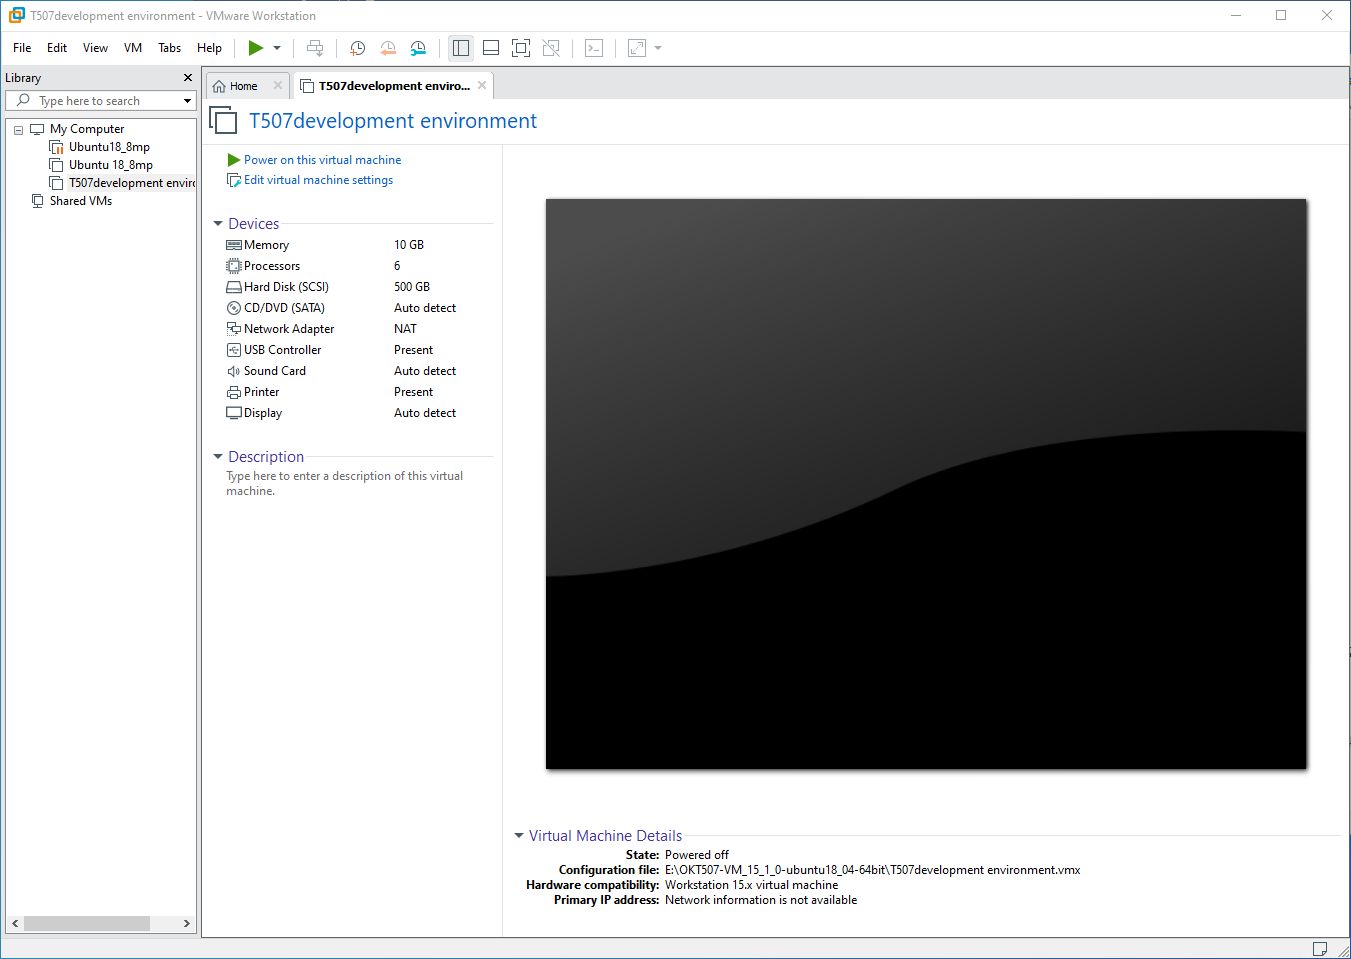 T507development environment - VMware Workstation
File Edit View VM Tabs Help
Library
Type here to search
My Computer
Ubuntu18_8mp
Ubuntu 18_8mp
T507development enviro
Shared VMs
Home
T507development enviro...
T507development environment
Power on this virtual machine
Edit virtual machine settings
Devices
Memory 10 GB
Processors 6
Hard Disk (SCSI) 500 GB
CD/DVD (SATA) Auto detect
Network Adapter NAT
USB Controller Present
Sound Card Auto detect
Printer Present
Display Auto detect
Description
Type here to enter a description of this virtual
machine.
Virtual Machine Details
State: Powered off
Configuration file: E:\OKT507-VM_15_1_0-ubuntu18_04-64bit\T507development environment.vmx
Hardware compatibility: Workstation 15.x virtual machine
Primary IP address: Network information is not available